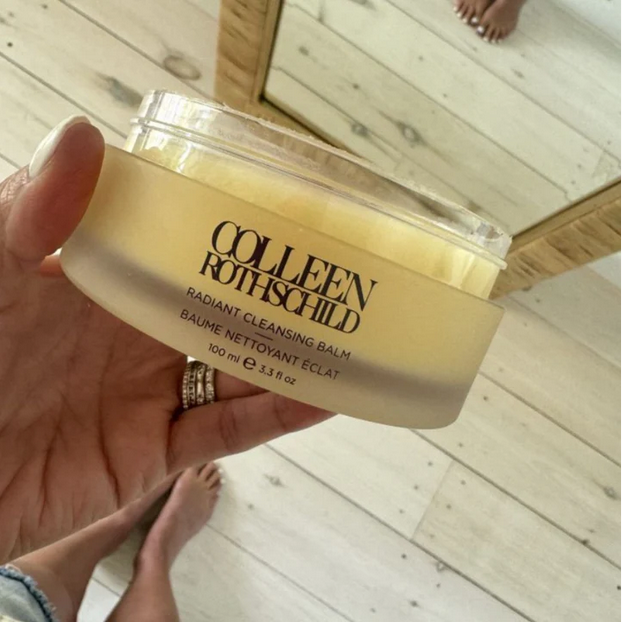 COLLEEN
ROTHSCHILD
RADIANT CLEANSING BALM
BAUME NETTOYANT ÉCLAT
100 ml ℮ 3.3 fl oz